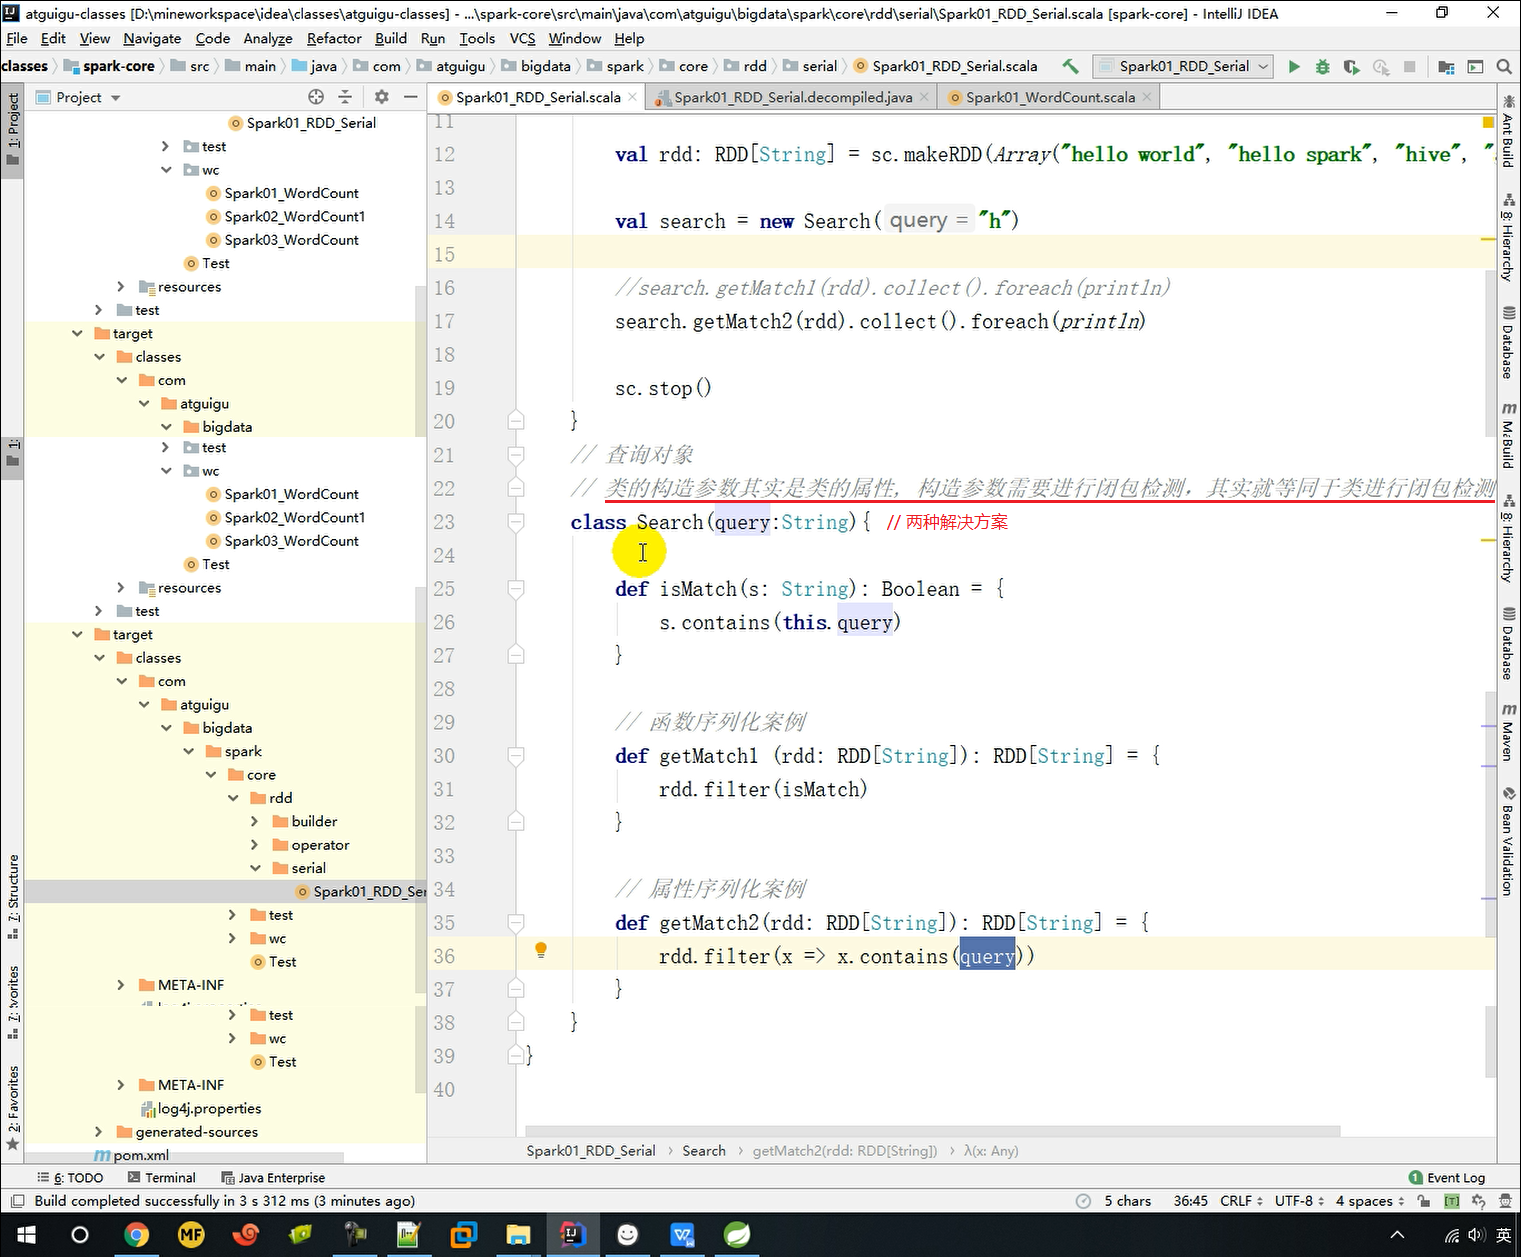 atguigu-classes [D:\mineworkspace\idea\classes\atguigu-classes] - ...\spark-core\src\main\java\com\atguigu\bigdata\spark\core\rdd\serial\Spark01_RDD_Serial.scala [spark-core] - IntelliJ IDEA
File Edit View Navigate Code Analyze Refactor Build Run Tools VCS Window Help
classes spark-core src main java com atguigu bigdata spark core rdd serial Spark01_RDD_Serial.scala Spark01_RDD_Serial
Project Spark01_RDD_Serial.scala Spark01_RDD_Serial.decompiled.java Spark01_WordCount.scala
1: Project
Spark01_RDD_Serial
test
wc
Spark01_WordCount
Spark02_WordCount1
Spark03_WordCount
Test
resources
test
target
classes
com
atguigu
bigdata
test
wc
Spark01_WordCount
Spark02_WordCount1
Spark03_WordCount
Test
resources
test
target
classes
com
atguigu
bigdata
spark
core
rdd
builder
operator
serial
Spark01_RDD_Ser
test
wc
Test
META-INF
test
wc
Test
META-INF
log4j.properties
generated-sources
pom.xml
1:
7: Structure
2: Favorites
11
12 val rdd: RDD[String] = sc.makeRDD(Array("hello world", "hello spark", "hive", "
13
14 val search = new Search( query = "h")
15
16 //search.getMatch1(rdd).collect().foreach(println)
17 search.getMatch2(rdd).collect().foreach(println)
18
19 sc.stop()
20 }
21 // 查询对象
22 // 类的构造参数其实是类的属性, 构造参数需要进行闭包检测, 其实就等同于类进行闭包检测
23 class Search(query:String){ // 两种解决方案
24
25 def isMatch(s: String): Boolean = {
26 s.contains(this.query)
27 }
28
29 // 函数序列化案例
30 def getMatch1 (rdd: RDD[String]): RDD[String] = {
31 rdd.filter(isMatch)
32 }
33
34 // 属性序列化案例
35 def getMatch2(rdd: RDD[String]): RDD[String] = {
36 rdd.filter(x => x.contains(query))
37 }
38 }
39 }
40
Spark01_RDD_Serial Search getMatch2(rdd: RDD[String]) λ(x: Any)
Ant Build
8: Hierarchy
Database
Build
8: Hierarchy
Database
Maven
Bean Validation
6: TODO Terminal Java Enterprise 1 Event Log
Build completed successfully in 3 s 312 ms (3 minutes ago) 5 chars 36:45 CRLF UTF-8 4 spaces
MF 英